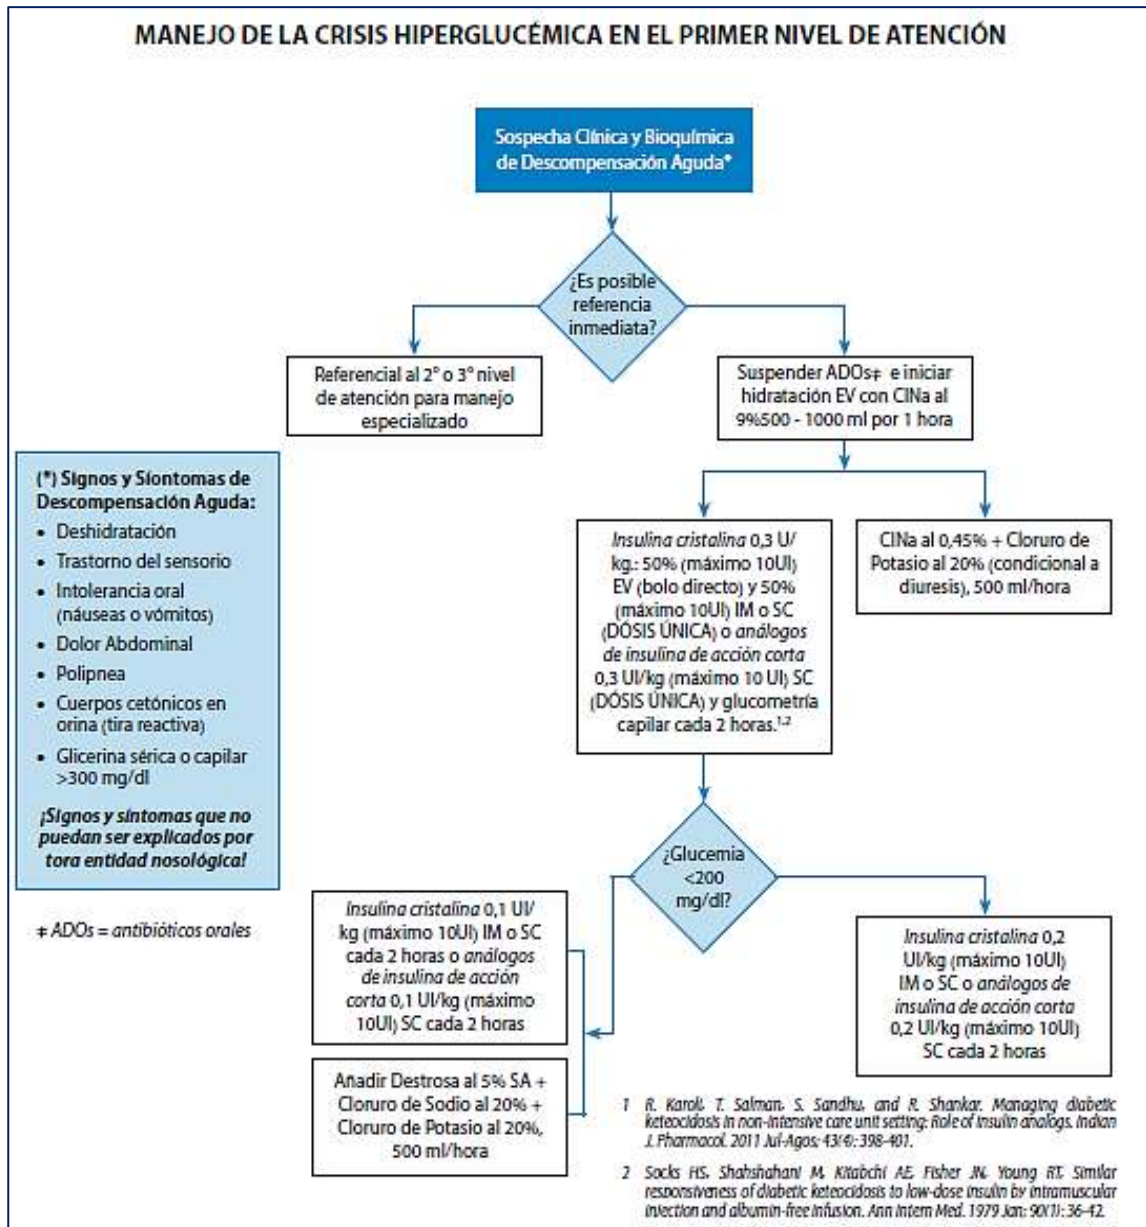 MANEJO DE LA CRISIS HIPERGLUCÉMICA EN EL PRIMER NIVEL DE ATENCIÓN
Sospecha Clínica y Bioquímica
de Descompensación Aguda*
¿Es posible
referencia
inmediata?
Referencial al 2° o 3° nivel
de atención para manejo
especializado
Suspender ADOs‡ e iniciar
hidratación EV con ClNa al
9%500 - 1000 ml por 1 hora
(*) Signos y Síontomas de
Descompensación Aguda:
• Deshidratación
• Trastorno del sensorio
• Intolerancia oral
(náuseas o vómitos)
• Dolor Abdominal
• Polipnea
• Cuerpos cetónicos en
orina (tira reactiva)
• Glicerina sérica o capilar
>300 mg/dl
¡Signos y síntomas que no
puedan ser explicados por
tora entidad nosológica!
‡ ADOs = antibióticos orales
Insulina cristalina 0,3 U/
kg.: 50% (máximo 10UI)
EV (bolo directo) y 50%
(máximo 10UI) IM o SC
(DÓSIS ÚNICA) o análogos
de insulina de acción corta
0,3 UI/kg (máximo 10 UI) SC
(DÓSIS ÚNICA) y glucometría
capilar cada 2 horas.1,2
ClNa al 0,45% + Cloruro de
Potasio al 20% (condicional a
diuresis), 500 ml/hora
¿Glucemia
<200
mg/dl?
Insulina cristalina 0,1 UI/
kg (máximo 10UI) IM o SC
cada 2 horas o análogos
de insulina de acción
corta 0,1 UI/kg (máximo
10UI) SC cada 2 horas
Añadir Destrosa al 5% SA +
Cloruro de Sodio al 20% +
Cloruro de Potasio al 20%,
500 ml/hora
Insulina cristalina 0,2
UI/kg (máximo 10UI)
IM o SC o análogos de
insulina de acción corta
0,2 UI/kg (máximo 10UI)
SC cada 2 horas
1 R. Karoli, T. Salman, S. Sandhu, and R. Shankar. Managing diabetic
keteocidosis in non-intensive care unit setting: Role of insulin analogs. Indian
J. Pharmacol. 2011 Jul-Agos; 43(4): 398-401.
2 Socks HS, Shahshahani M, Kitabchi AE, Fisher JN, Young RT. Similar
responsiveness of diabetic keteocidosis to low-dose insulin by intramuscular
injection and albumin-free infusion. Ann Intern Med. 1979 Jan; 90(1): 36-42.